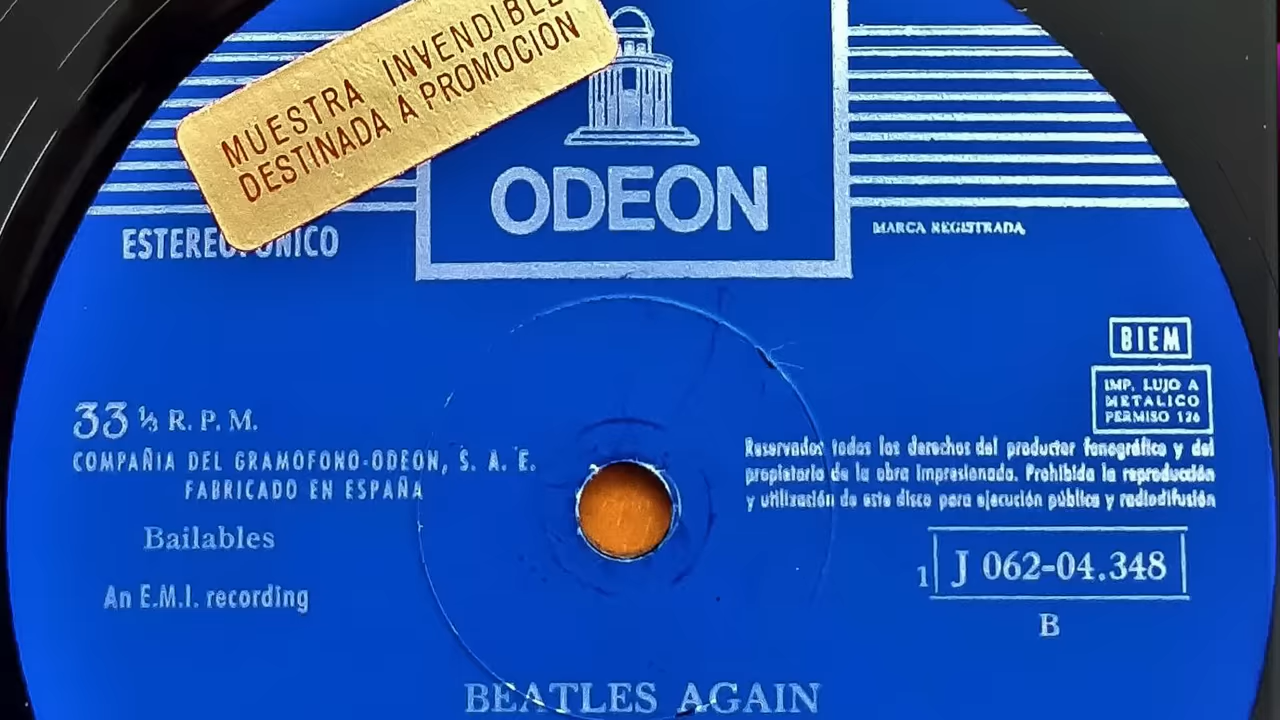 MUESTRA INVENDIBLE
DESTINADA A PROMOCION
ODEON
ESTEREOFONICO
MARCA REGISTRADA
BIEM
IMP. LUJO A
METALICO
PERMISO 126
33 ⅓ R. P. M.
COMPAÑIA DEL GRAMOFONO-ODEON, S. A. E.
FABRICADO EN ESPAÑA
Reservados todos los derechos del productor fonográfico y del
propietario de la obra impresionada. Prohibida la reproducción
y utilización de este disco para ejecución pública y radiodifusión
Bailables
An E.M.I. recording
1 J 062-04.348
B
BEATLES AGAIN